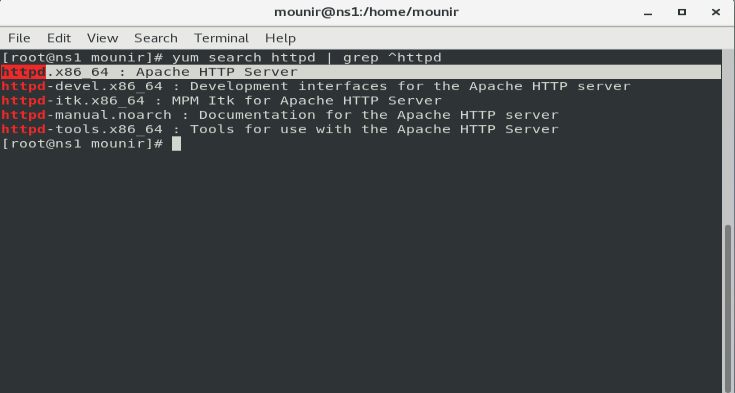 mounir@ns1:/home/mounir
File Edit View Search Terminal Help
[root@ns1 mounir]# yum search httpd | grep ^httpd
httpd.x86_64 : Apache HTTP Server
httpd-devel.x86_64 : Development interfaces for the Apache HTTP server
httpd-itk.x86_64 : MPM Itk for Apache HTTP Server
httpd-manual.noarch : Documentation for the Apache HTTP server
httpd-tools.x86_64 : Tools for use with the Apache HTTP Server
[root@ns1 mounir]#